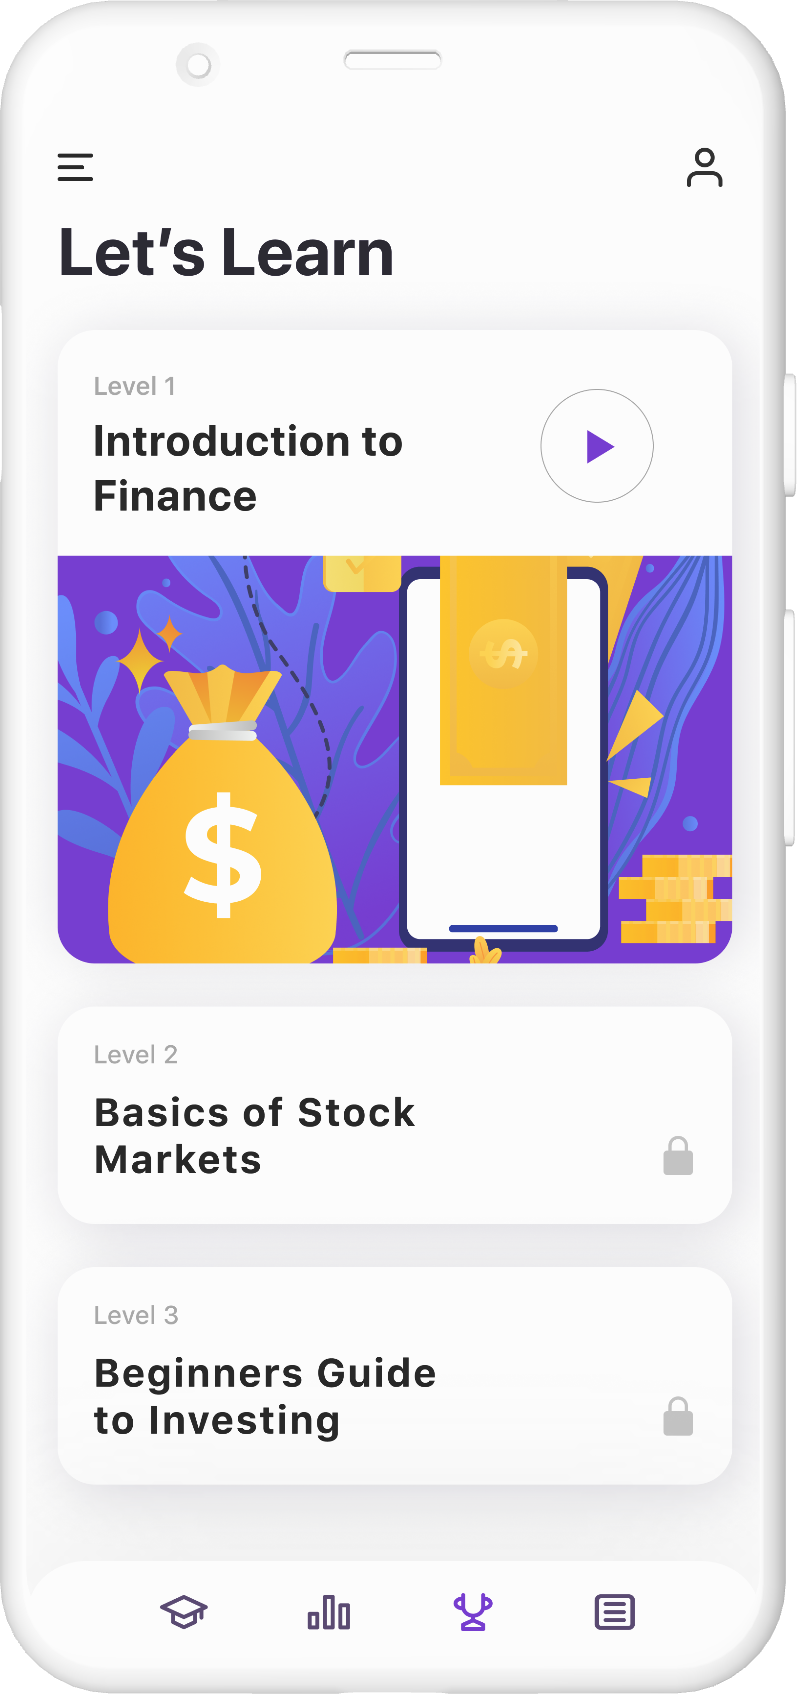 Let’s Learn
Level 1
Introduction to
Finance
$
$
Level 2
Basics of Stock
Markets
Level 3
Beginners Guide
to Investing